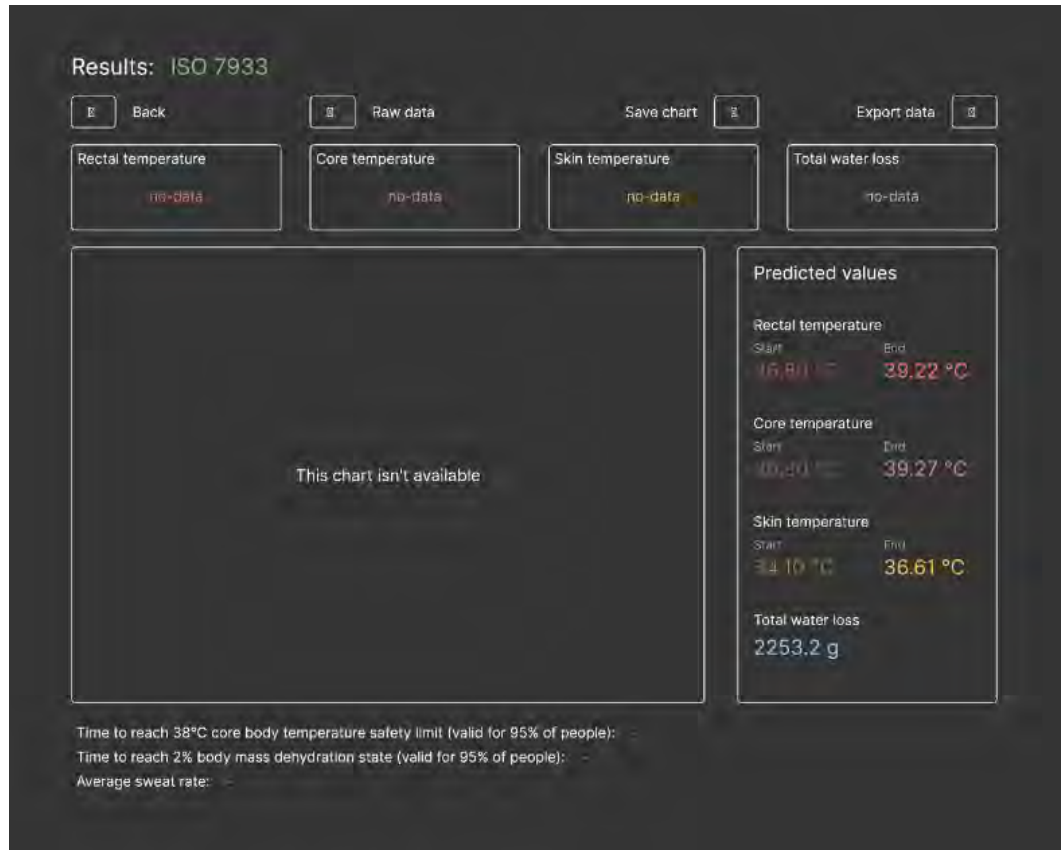 Results: ISO 7933
Back
Raw data
Save chart
Export data
Rectal temperature
no-data
Core temperature
no-data
Skin temperature
no-data
Total water loss
no-data
This chart isn't available
Predicted values
Rectal temperature
Start End
39.22 °C
Core temperature
Start End
39.27 °C
Skin temperature
Start End
34.10 °C 36.61 °C
Total water loss
2253.2 g
Time to reach 38°C core body temperature safety limit (valid for 95% of people): -
Time to reach 2% body mass dehydration state (valid for 95% of people): -
Average sweat rate: -